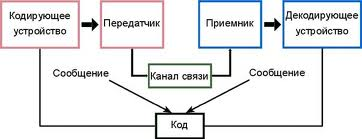 Кодирующее
устройство
Передатчик
Приемник
Декодирующее
устройство
Сообщение
Канал связи
Сообщение
Код